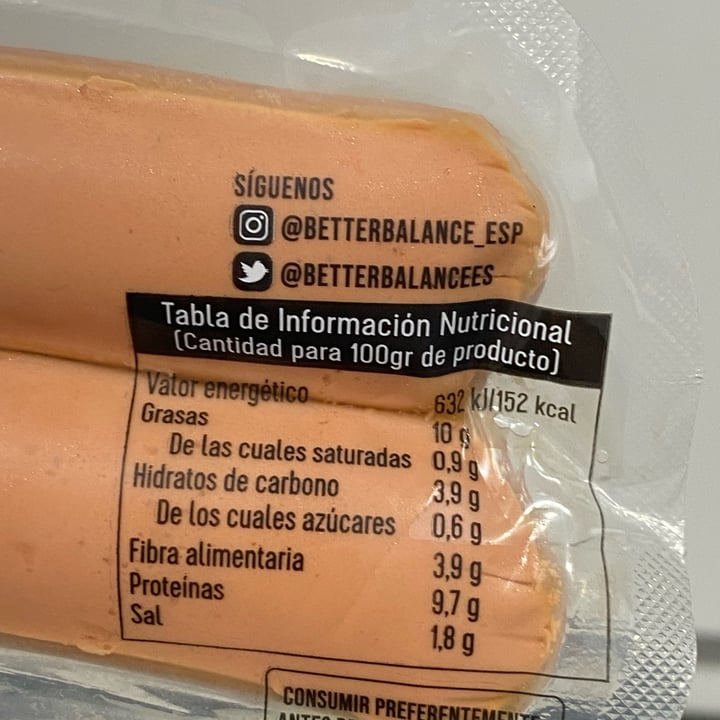 SÍGUENOS
@BETTERBALANCE_ESP
@BETTERBALANCEES
Tabla de Información Nutricional
(Cantidad para 100gr de producto)
Valor energético 632 kJ/152 kcal
Grasas 10 g
De las cuales saturadas 0,9 g
Hidratos de carbono 3,9 g
De los cuales azúcares 0,6 g
Fibra alimentaria 3,9 g
Proteínas 9,7 g
Sal 1,8 g
CONSUMIR PREFERENTEMENTE
ANTES